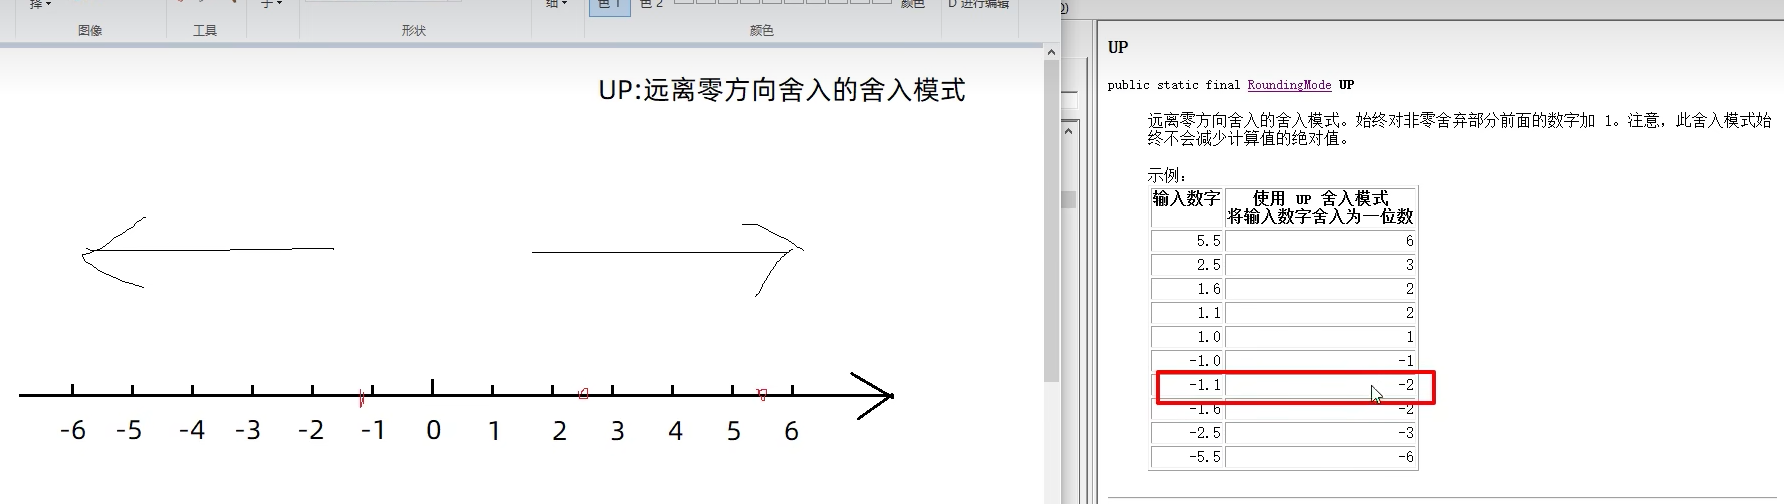 择
子
细
色 1
色 2
颜色
进行编辑
图像
工具
形状
颜色
UP:远离零方向舍入的舍入模式
-6 -5 -4 -3 -2 -1 0 1 2 3 4 5 6
UP
public static final RoundingMode UP
远离零方向舍入的舍入模式。始终对非零舍弃部分前面的数字加 1。注意，此舍入模式始
终不会减少计算值的绝对值。
示例：
输入数字 使用 UP 舍入模式
将输入数字舍入为一位数
5.5 6
2.5 3
1.6 2
1.1 2
1.0 1
-1.0 -1
-1.1 -2
-1.6 -2
-2.5 -3
-5.5 -6